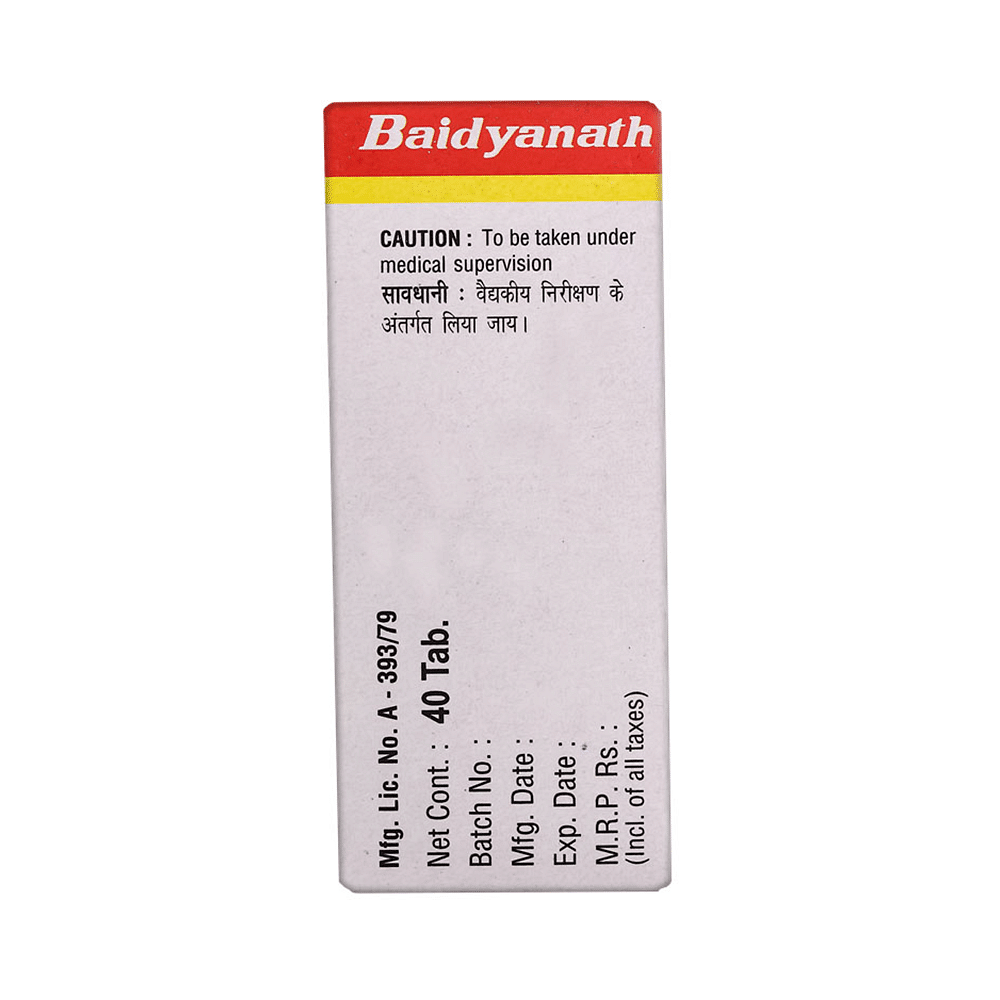 Baidyanath
CAUTION : To be taken under
medical supervision
सावधानी : वैद्यकीय निरीक्षण के
अंतर्गत लिया जाय।
Mfg. Lic. No. A - 393/79
Net Cont. : 40 Tab.
Batch No. :
Mfg. Date :
Exp. Date :
M.R.P. Rs. :
(Incl. of all taxes)